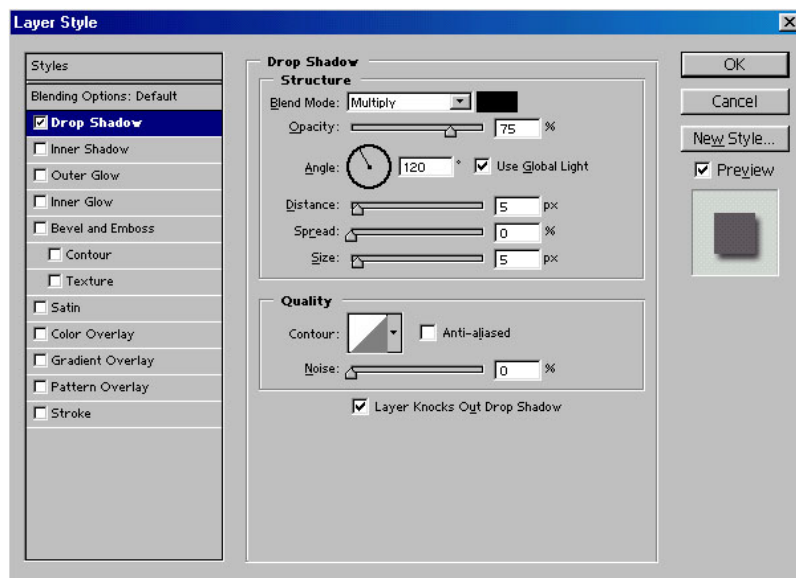 Layer Style
Styles
Blending Options: Default
Drop Shadow
Inner Shadow
Outer Glow
Inner Glow
Bevel and Emboss
Contour
Texture
Satin
Color Overlay
Gradient Overlay
Pattern Overlay
Stroke
Drop Shadow
Structure
Blend Mode: Multiply
Opacity: 75 %
Angle: 120 ° Use Global Light
Distance: 5 px
Spread: 0 %
Size: 5 px
Quality
Contour: Anti-aliased
Noise: 0 %
Layer Knocks Out Drop Shadow
OK
Cancel
New Style...
Preview